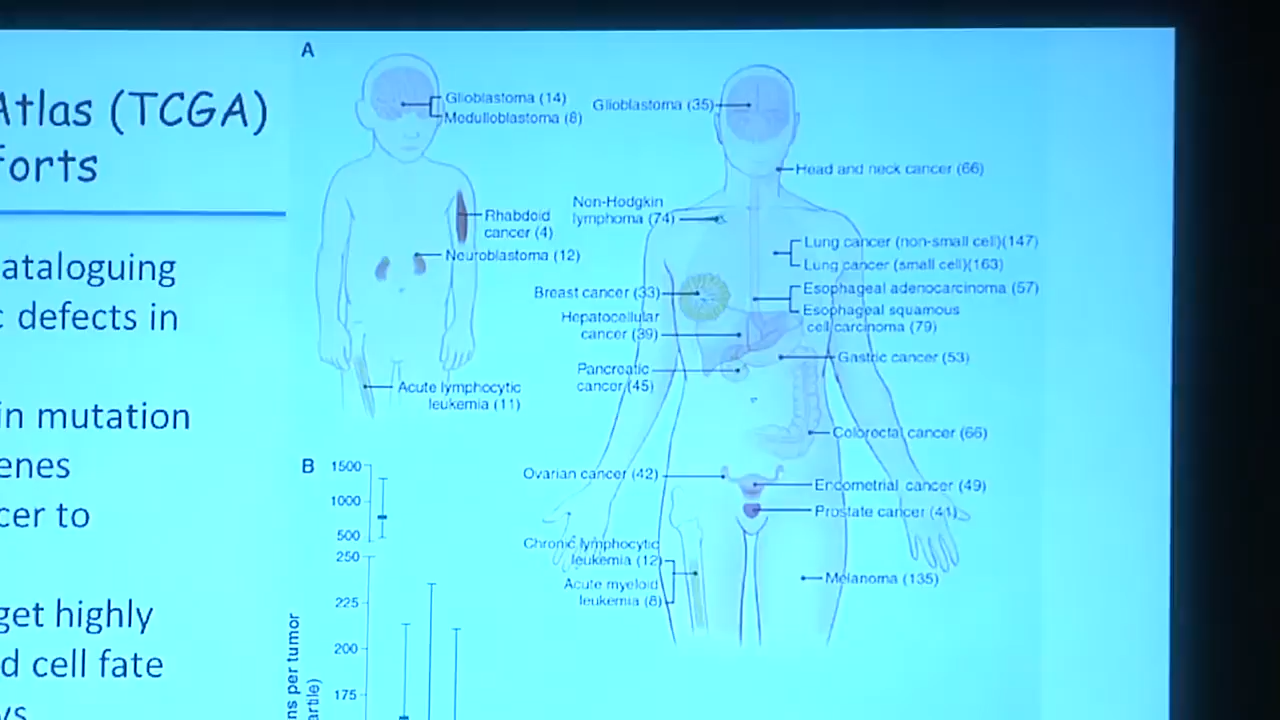 Atlas (TCGA)
forts
ataloguing
defects in
in mutation
enes
cer to
get highly
d cell fate
A
Glioblastoma (14)
Medulloblastoma (8)
Rhabdoid
cancer (4)
Neuroblastoma (12)
Acute lymphocytic
leukemia (11)
Glioblastoma (35)
Head and neck cancer (66)
Non-Hodgkin
lymphoma (74)
Lung cancer (non-small cell)(147)
Lung cancer (small cell)(163)
Esophageal adenocarcinoma (57)
Esophageal squamous
cell carcinoma (79)
Breast cancer (33)
Hepatocellular
cancer (39)
Gastric cancer (53)
Pancreatic
cancer(45)
Colorectal cancer (66)
Ovarian cancer (42)
Endometrial cancer (49)
Prostate cancer (41)
Chronic lymphocytic
leukemia (12)
Acute myeloid
leukemia (8)
Melanoma (135)
B
1500
1000
500
250
225
200
175
ns per tumor
artile)